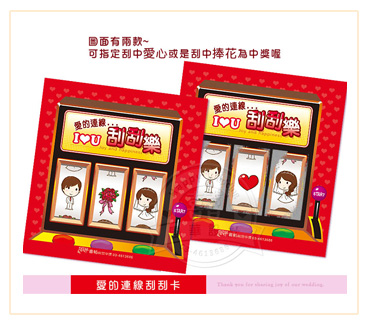 圖面有兩款~
可指定刮中愛心或是刮中捧花為中獎喔
愛的連線...
I❤U 刮刮樂
START
愛的連線...
I❤U 刮刮樂
START
愛的連線刮刮卡
Thank you for sharing joy of our wedding.